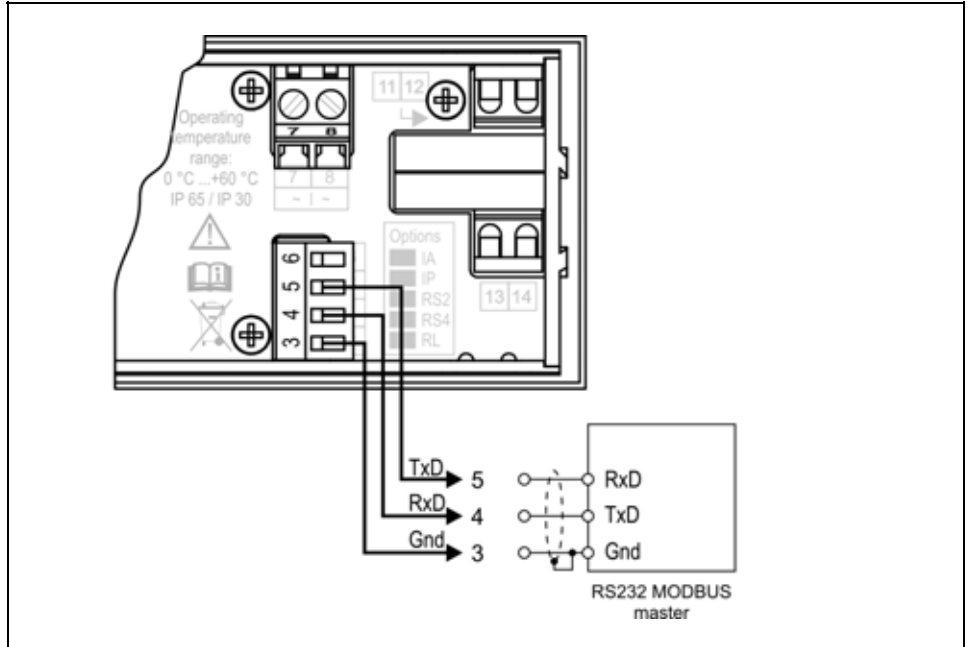 11 12
Operating
temperature
range:
0 °C ...+60 °C
IP 65 / IP 30
7 8
7 8
~ | ~
Options
IA
IP
RS2
RS4
RL
13 14
6
5
4
3
TxD 5 RxD
RxD 4 TxD
Gnd 3 Gnd
RS232 MODBUS
master